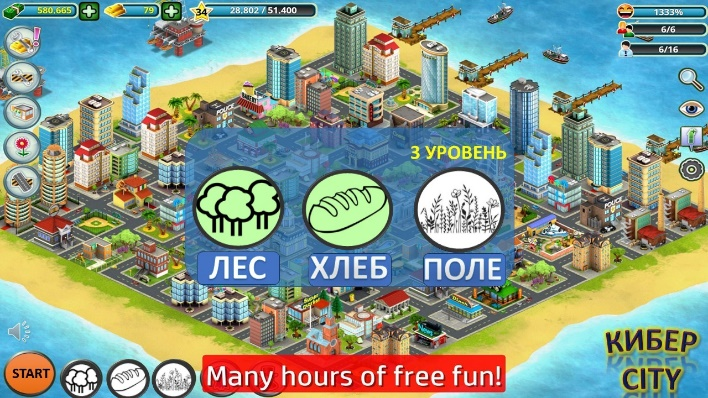 580.665
79
34
28.802 / 51.400
1333%
6/6
6/16
3 УРОВЕНЬ
ЛЕС
ХЛЕБ
ПОЛЕ
КИБЕР
CITY
START
Many hours of free fun!